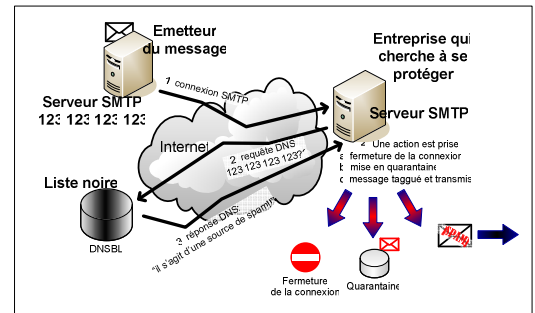 Emetteur
du message
Serveur SMTP
123 123 123 123
1 connexion SMTP
Entreprise qui
cherche à se
protéger
Serveur SMTP
Internet
2 requête DNS
123 123 123 123?"
Une action est prise
a fermeture de la connexion
b mise en quarantaine
c message taggué et transmis
Liste noire
DNSBL
3 réponse DNS:
"il s'agit d'une source de spam!"
Fermeture
de la connexion
Quarantaine
SPAM!